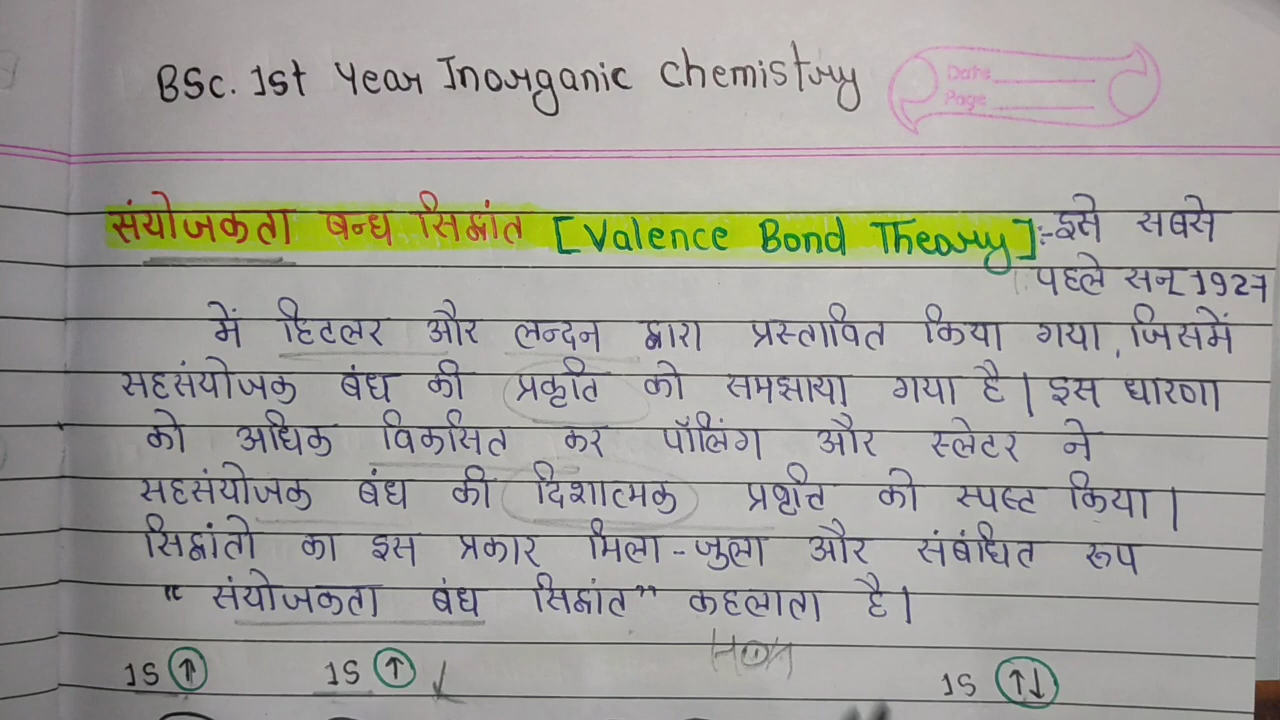 BSc. 1st Year Inorganic Chemistry
Date
Page
संयोजकता बन्ध सिद्धांत [Valence Bond Theory]:-इसे सबसे
पहले सन् 1927
में हिटलर और लन्दन द्वारा प्रस्तावित किया गया, जिसमें
सहसंयोजक बंध की प्रकृति को समझाया गया है। इस धारणा
को अधिक विकसित कर पॉलिंग और स्लेटर ने
सहसंयोजक बंध की दिशात्मक को स्पस्ट किया।
सिद्धांतो का इस प्रकार मिला-जुला और संबंधित रूप
"संयोजकता बंध सिद्धांत" कहलाता है।
1S ↑ 1S ↑ 1S ↑↓